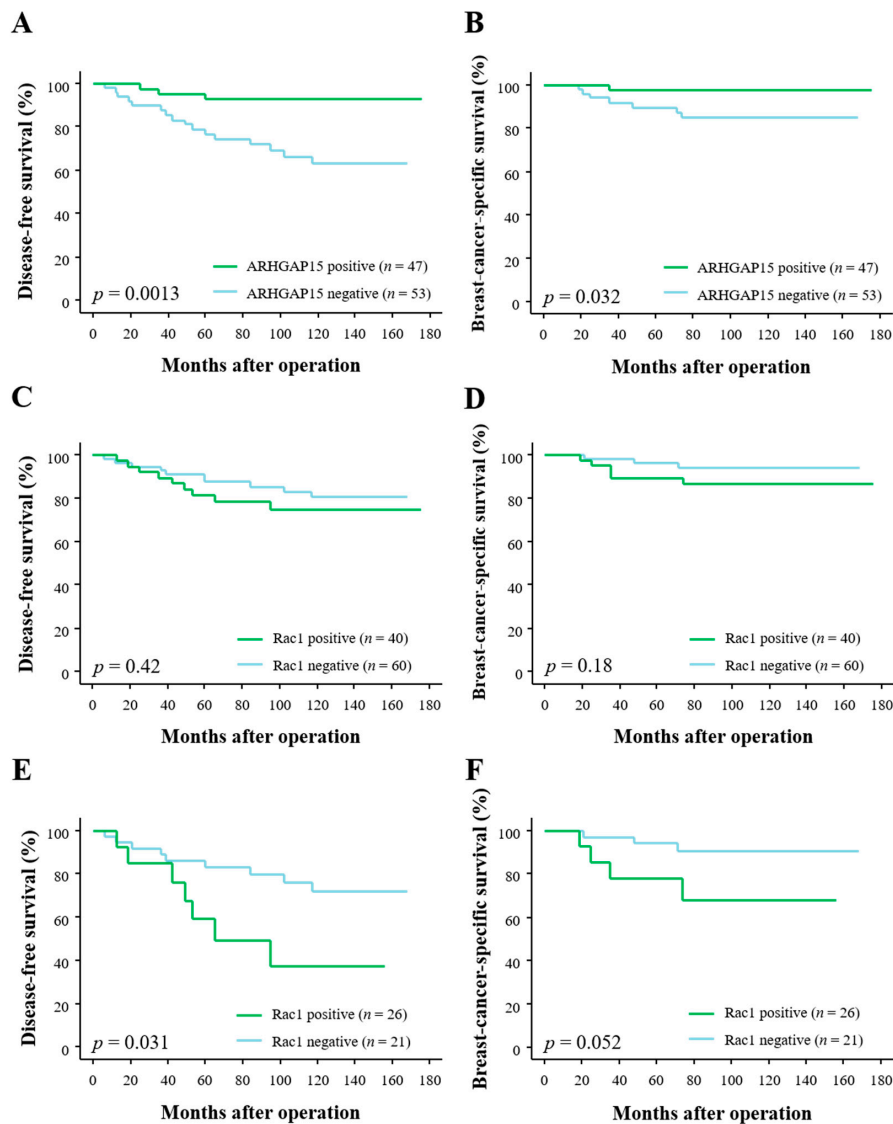 A
Disease-free survival (%)
100
80
60
40
20
0
ARHGAP15 positive (n = 47)
ARHGAP15 negative (n = 53)
p = 0.0013
0 20 40 60 80 100 120 140 160 180
Months after operation
B
Breast-cancer-specific survival (%)
100
80
60
40
20
0
ARHGAP15 positive (n = 47)
ARHGAP15 negative (n = 53)
p = 0.032
0 20 40 60 80 100 120 140 160 180
Months after operation
C
Disease-free survival (%)
100
80
60
40
20
0
Rac1 positive (n = 40)
Rac1 negative (n = 60)
p = 0.42
0 20 40 60 80 100 120 140 160 180
Months after operation
D
Breast-cancer-specific survival (%)
100
80
60
40
20
0
Rac1 positive (n = 40)
Rac1 negative (n = 60)
p = 0.18
0 20 40 60 80 100 120 140 160 180
Months after operation
E
Disease-free survival (%)
100
80
60
40
20
0
Rac1 positive (n = 26)
Rac1 negative (n = 21)
p = 0.031
0 20 40 60 80 100 120 140 160 180
Months after operation
F
Breast-cancer-specific survival (%)
100
80
60
40
20
0
Rac1 positive (n = 26)
Rac1 negative (n = 21)
p = 0.052
0 20 40 60 80 100 120 140 160 180
Months after operation